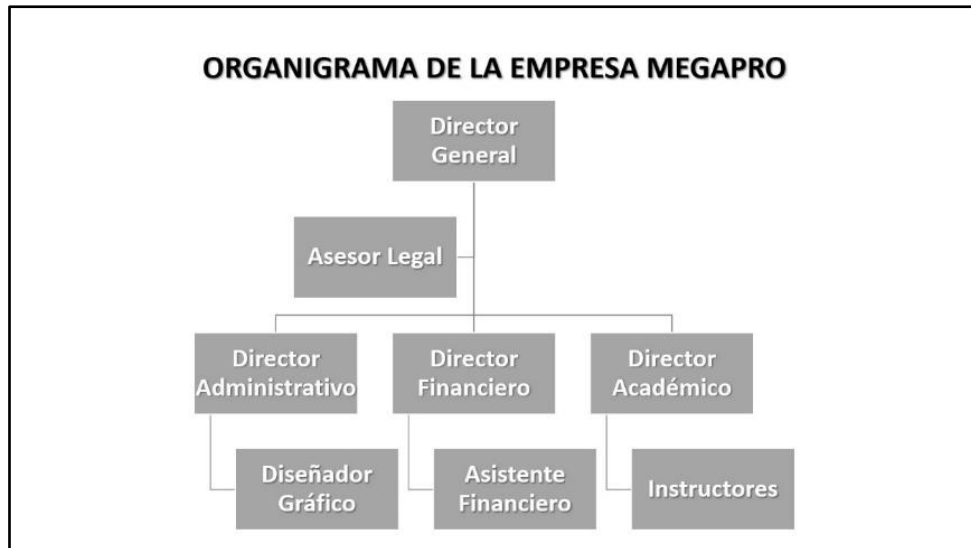 ORGANIGRAMA DE LA EMPRESA MEGAPRO
Director
General
Asesor Legal
Director
Administrativo
Director
Financiero
Director
Académico
Diseñador
Gráfico
Asistente
Financiero
Instructores